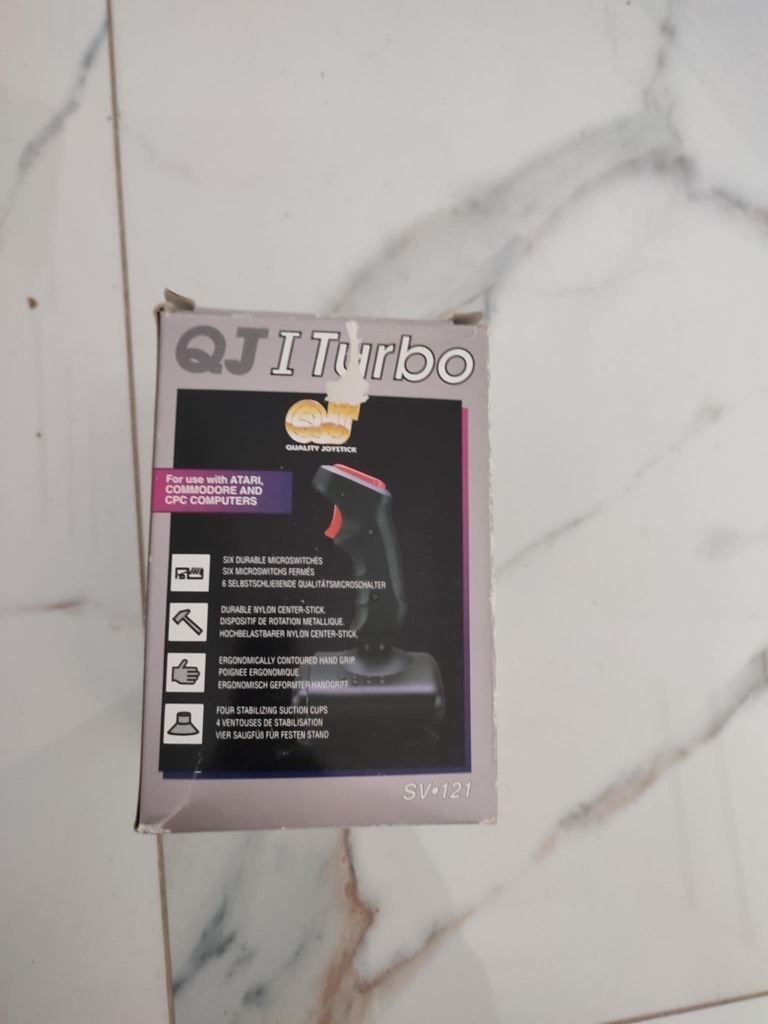 QJ I Turbo
QJ
QUALITY JOYSTICK
For use with ATARI,
COMMODORE AND
CPC COMPUTERS
SIX DURABLE MICROSWITCHES
SIX MICROSWITCHS FERMÉS
6 SELBSTSCHLIEßENDE QUALITÄTSMICROSCHALTER
DURABLE NYLON CENTER-STICK.
DISPOSITIF DE ROTATION METALLIQUE.
HOCHBELASTBARER NYLON CENTER-STICK.
ERGONOMICALLY CONTOURED HAND GRIP.
POIGNEE ERGONOMIQUE.
ERGONOMISCH GEFORMTER HANDGRIFF.
FOUR STABILIZING SUCTION CUPS
4 VENTOUSES DE STABILISATION
VIER SAUGFÜß FÜR FESTEN STAND
SV•121